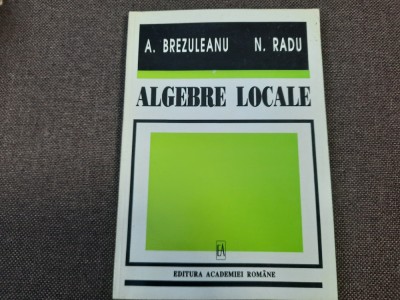 A. BREZULEANU N. RADU
ALGEBRE LOCALE
EA
EDITURA ACADEMIEI ROMÂNE